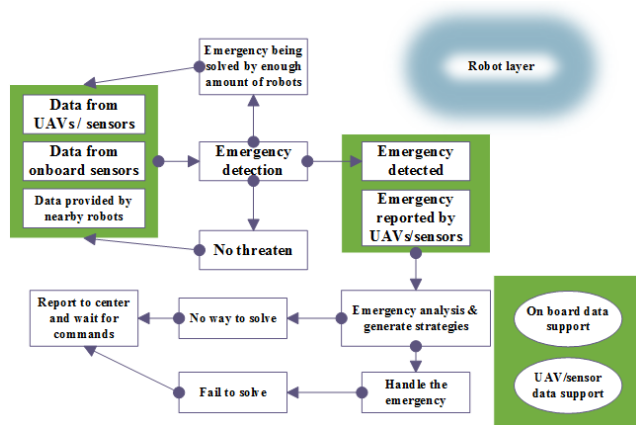 Emergency being
solved by enough
amount of robots
Robot layer
Data from
UAVs / sensors
Data from
onboard sensors
Data provided by
nearby robots
Emergency
detection
Emergency
detected
Emergency
reported by
UAVs/sensors
No threaten
Report to center
and wait for
commands
No way to solve
Emergency analysis &
generate strategies
On board data
support
Fail to solve
Handle the
emergency
UAV/sensor
data support